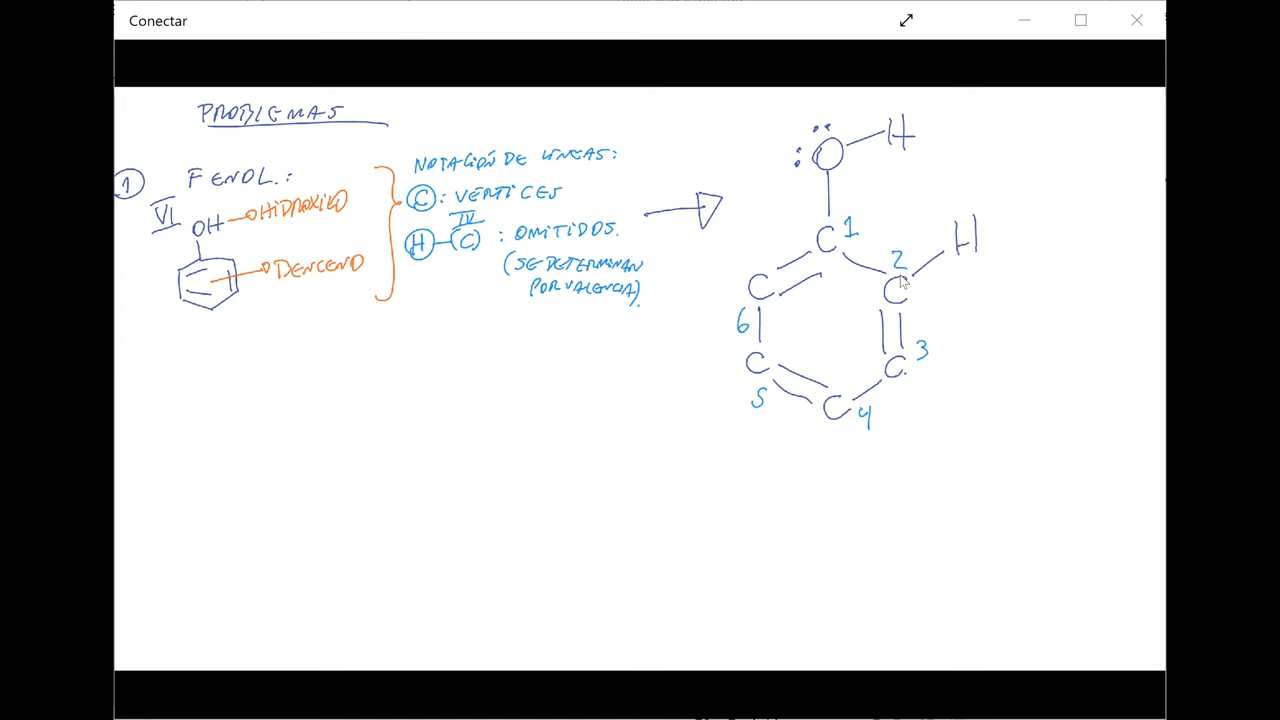 Conectar
PROBLEMAS
1 FENOL.:
VI
OH HIDROXILO
BENCENO
NOTACIÓN DE LÍNEAS:
C : VERTICES
IV
H-C : OMITIDOS.
(SE DETERMINAN
POR VALENCIA).
O H
C 1
2 H
C C
6 3
C C
5 C 4